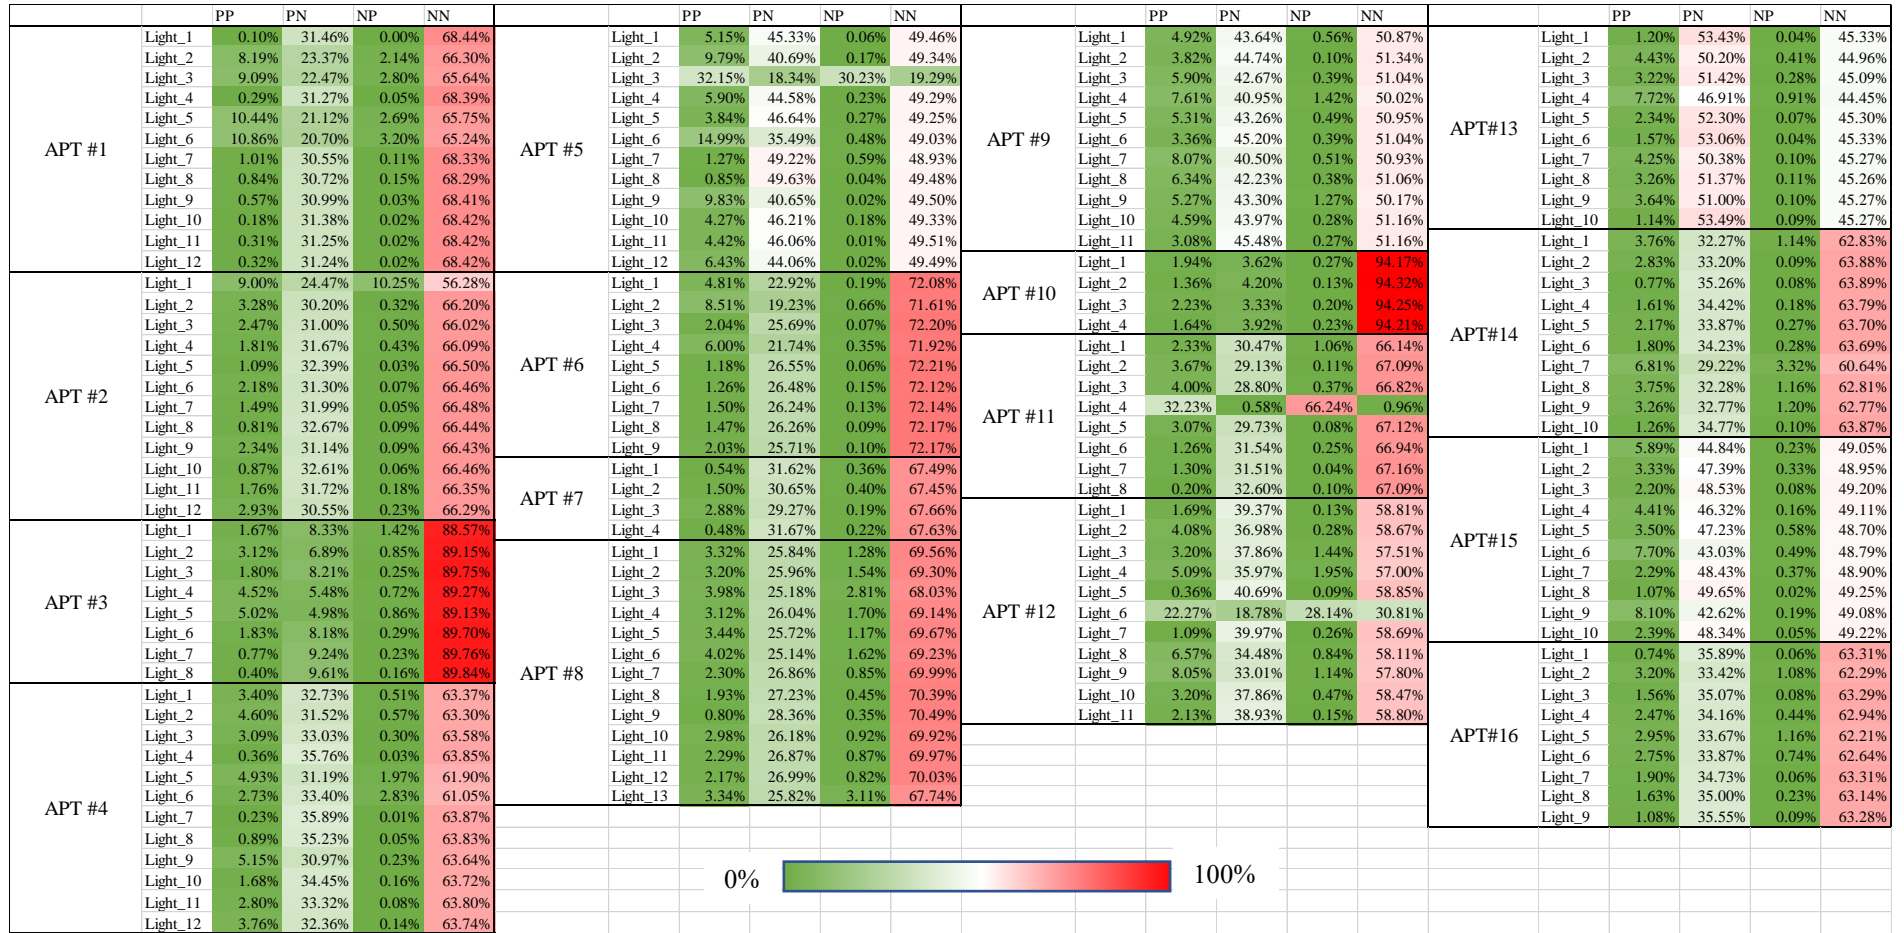 PP PN NP NN
APT #1
Light_1 0.10% 31.46% 0.00% 68.44%
Light_2 8.19% 23.37% 2.14% 66.30%
Light_3 9.09% 22.47% 2.80% 65.64%
Light_4 0.29% 31.27% 0.05% 68.39%
Light_5 10.44% 21.12% 2.69% 65.75%
Light_6 10.86% 20.70% 3.20% 65.24%
Light_7 1.01% 30.55% 0.11% 68.33%
Light_8 0.84% 30.72% 0.15% 68.29%
Light_9 0.57% 30.99% 0.03% 68.41%
Light_10 0.18% 31.38% 0.02% 68.42%
Light_11 0.31% 31.25% 0.02% 68.42%
Light_12 0.32% 31.24% 0.02% 68.42%
APT #2
Light_1 9.00% 24.47% 10.25% 56.28%
Light_2 3.28% 30.20% 0.32% 66.20%
Light_3 2.47% 31.00% 0.50% 66.02%
Light_4 1.81% 31.67% 0.43% 66.09%
Light_5 1.09% 32.39% 0.03% 66.50%
Light_6 2.18% 31.30% 0.07% 66.46%
Light_7 1.49% 31.99% 0.05% 66.48%
Light_8 0.81% 32.67% 0.09% 66.44%
Light_9 2.34% 31.14% 0.09% 66.43%
Light_10 0.87% 32.61% 0.06% 66.46%
Light_11 1.76% 31.72% 0.18% 66.35%
Light_12 2.93% 30.55% 0.23% 66.29%
APT #3
Light_1 1.67% 8.33% 1.42% 88.57%
Light_2 3.12% 6.89% 0.85% 89.15%
Light_3 1.80% 8.21% 0.25% 89.75%
Light_4 4.52% 5.48% 0.72% 89.27%
Light_5 5.02% 4.98% 0.86% 89.13%
Light_6 1.83% 8.18% 0.29% 89.70%
Light_7 0.77% 9.24% 0.23% 89.76%
Light_8 0.40% 9.61% 0.16% 89.84%
APT #4
Light_1 3.40% 32.73% 0.51% 63.37%
Light_2 4.60% 31.52% 0.57% 63.30%
Light_3 3.09% 33.03% 0.30% 63.58%
Light_4 0.36% 35.76% 0.03% 63.85%
Light_5 4.93% 31.19% 1.97% 61.90%
Light_6 2.73% 33.40% 2.83% 61.05%
Light_7 0.23% 35.89% 0.01% 63.87%
Light_8 0.89% 35.23% 0.05% 63.83%
Light_9 5.15% 30.97% 0.23% 63.64%
Light_10 1.68% 34.45% 0.16% 63.72%
Light_11 2.80% 33.32% 0.08% 63.80%
Light_12 3.76% 32.36% 0.14% 63.74%
PP PN NP NN
APT #5
Light_1 5.15% 45.33% 0.06% 49.46%
Light_2 9.79% 40.69% 0.17% 49.34%
Light_3 32.15% 18.34% 30.23% 19.29%
Light_4 5.90% 44.58% 0.23% 49.29%
Light_5 3.84% 46.64% 0.27% 49.25%
Light_6 14.99% 35.49% 0.48% 49.03%
Light_7 1.27% 49.22% 0.59% 48.93%
Light_8 0.85% 49.63% 0.04% 49.48%
Light_9 9.83% 40.65% 0.02% 49.50%
Light_10 4.27% 46.21% 0.18% 49.33%
Light_11 4.42% 46.06% 0.01% 49.51%
Light_12 6.43% 44.06% 0.02% 49.49%
APT #6
Light_1 4.81% 22.92% 0.19% 72.08%
Light_2 8.51% 19.23% 0.66% 71.61%
Light_3 2.04% 25.69% 0.07% 72.20%
Light_4 6.00% 21.74% 0.35% 71.92%
Light_5 1.18% 26.55% 0.06% 72.21%
Light_6 1.26% 26.48% 0.15% 72.12%
Light_7 1.50% 26.24% 0.13% 72.14%
Light_8 1.47% 26.26% 0.09% 72.17%
Light_9 2.03% 25.71% 0.10% 72.17%
APT #7
Light_1 0.54% 31.62% 0.36% 67.49%
Light_2 1.50% 30.65% 0.40% 67.45%
Light_3 2.88% 29.27% 0.19% 67.66%
Light_4 0.48% 31.67% 0.22% 67.63%
APT #8
Light_1 3.32% 25.84% 1.28% 69.56%
Light_2 3.20% 25.96% 1.54% 69.30%
Light_3 3.98% 25.18% 2.81% 68.03%
Light_4 3.12% 26.04% 1.70% 69.14%
Light_5 3.44% 25.72% 1.17% 69.67%
Light_6 4.02% 25.14% 1.62% 69.23%
Light_7 2.30% 26.86% 0.85% 69.99%
Light_8 1.93% 27.23% 0.45% 70.39%
Light_9 0.80% 28.36% 0.35% 70.49%
Light_10 2.98% 26.18% 0.92% 69.92%
Light_11 2.29% 26.87% 0.87% 69.97%
Light_12 2.17% 26.99% 0.82% 70.03%
Light_13 3.34% 25.82% 3.11% 67.74%
PP PN NP NN
APT #9
Light_1 4.92% 43.64% 0.56% 50.87%
Light_2 3.82% 44.74% 0.10% 51.34%
Light_3 5.90% 42.67% 0.39% 51.04%
Light_4 7.61% 40.95% 1.42% 50.02%
Light_5 5.31% 43.26% 0.49% 50.95%
Light_6 3.36% 45.20% 0.39% 51.04%
Light_7 8.07% 40.50% 0.51% 50.93%
Light_8 6.34% 42.23% 0.38% 51.06%
Light_9 5.27% 43.30% 1.27% 50.17%
Light_10 4.59% 43.97% 0.28% 51.16%
Light_11 3.08% 45.48% 0.27% 51.16%
APT #10
Light_1 1.94% 3.62% 0.27% 94.17%
Light_2 1.36% 4.20% 0.13% 94.32%
Light_3 2.23% 3.33% 0.20% 94.25%
Light_4 1.64% 3.92% 0.23% 94.21%
APT #11
Light_1 2.33% 30.47% 1.06% 66.14%
Light_2 3.67% 29.13% 0.11% 67.09%
Light_3 4.00% 28.80% 0.37% 66.82%
Light_4 32.23% 0.58% 66.24% 0.96%
Light_5 3.07% 29.73% 0.08% 67.12%
Light_6 1.26% 31.54% 0.25% 66.94%
Light_7 1.30% 31.51% 0.04% 67.16%
Light_8 0.20% 32.60% 0.10% 67.09%
APT #12
Light_1 1.69% 39.37% 0.13% 58.81%
Light_2 4.08% 36.98% 0.28% 58.67%
Light_3 3.20% 37.86% 1.44% 57.51%
Light_4 5.09% 35.97% 1.95% 57.00%
Light_5 0.36% 40.69% 0.09% 58.85%
Light_6 22.27% 18.78% 28.14% 30.81%
Light_7 1.09% 39.97% 0.26% 58.69%
Light_8 6.57% 34.48% 0.84% 58.11%
Light_9 8.05% 33.01% 1.14% 57.80%
Light_10 3.20% 37.86% 0.47% 58.47%
Light_11 2.13% 38.93% 0.15% 58.80%
PP PN NP NN
APT#13
Light_1 1.20% 53.43% 0.04% 45.33%
Light_2 4.43% 50.20% 0.41% 44.96%
Light_3 3.22% 51.42% 0.28% 45.09%
Light_4 7.72% 46.91% 0.91% 44.45%
Light_5 2.34% 52.30% 0.07% 45.30%
Light_6 1.57% 53.06% 0.04% 45.33%
Light_7 4.25% 50.38% 0.10% 45.27%
Light_8 3.26% 51.37% 0.11% 45.26%
Light_9 3.64% 51.00% 0.10% 45.27%
Light_10 1.14% 53.49% 0.09% 45.27%
APT#14
Light_1 3.76% 32.27% 1.14% 62.83%
Light_2 2.83% 33.20% 0.09% 63.88%
Light_3 0.77% 35.26% 0.08% 63.89%
Light_4 1.61% 34.42% 0.18% 63.79%
Light_5 2.17% 33.87% 0.27% 63.70%
Light_6 1.80% 34.23% 0.28% 63.69%
Light_7 6.81% 29.22% 3.32% 60.64%
Light_8 3.75% 32.28% 1.16% 62.81%
Light_9 3.26% 32.77% 1.20% 62.77%
Light_10 1.26% 34.77% 0.10% 63.87%
APT#15
Light_1 5.89% 44.84% 0.23% 49.05%
Light_2 3.33% 47.39% 0.33% 48.95%
Light_3 2.20% 48.53% 0.08% 49.20%
Light_4 4.41% 46.32% 0.16% 49.11%
Light_5 3.50% 47.23% 0.58% 48.70%
Light_6 7.70% 43.03% 0.49% 48.79%
Light_7 2.29% 48.43% 0.37% 48.90%
Light_8 1.07% 49.65% 0.02% 49.25%
Light_9 8.10% 42.62% 0.19% 49.08%
Light_10 2.39% 48.34% 0.05% 49.22%
APT#16
Light_1 0.74% 35.89% 0.06% 63.31%
Light_2 3.20% 33.42% 1.08% 62.29%
Light_3 1.56% 35.07% 0.08% 63.29%
Light_4 2.47% 34.16% 0.44% 62.94%
Light_5 2.95% 33.67% 1.16% 62.21%
Light_6 2.75% 33.87% 0.74% 62.64%
Light_7 1.90% 34.73% 0.06% 63.31%
Light_8 1.63% 35.00% 0.23% 63.14%
Light_9 1.08% 35.55% 0.09% 63.28%
0% 100%